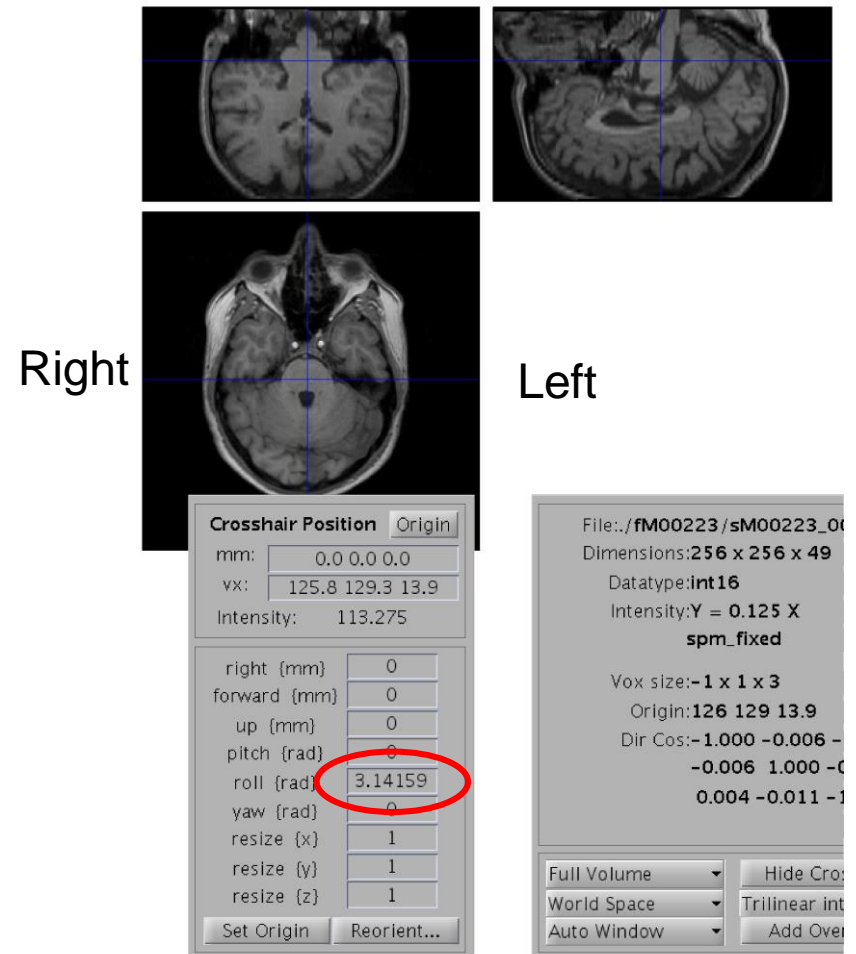 Right
Left
Crosshair Position Origin
mm: 0.0 0.0 0.0
vx: 125.8 129.3 13.9
Intensity: 113.275
right {mm} 0
forward {mm} 0
up {mm} 0
pitch {rad} 0
roll {rad} 3.14159
yaw {rad} 0
resize {x} 1
resize {y} 1
resize {z} 1
Set Origin Reorient...
File:./fM00223/sM00223_00
Dimensions:256 x 256 x 49
Datatype:int16
Intensity:Y = 0.125 X
spm_fixed
Vox size:-1 x 1 x 3
Origin:126 129 13.9
Dir Cos:-1.000 -0.006 -
-0.006 1.000 -0
0.004 -0.011 -1
Full Volume Hide Cros
World Space Trilinear int
Auto Window Add Over